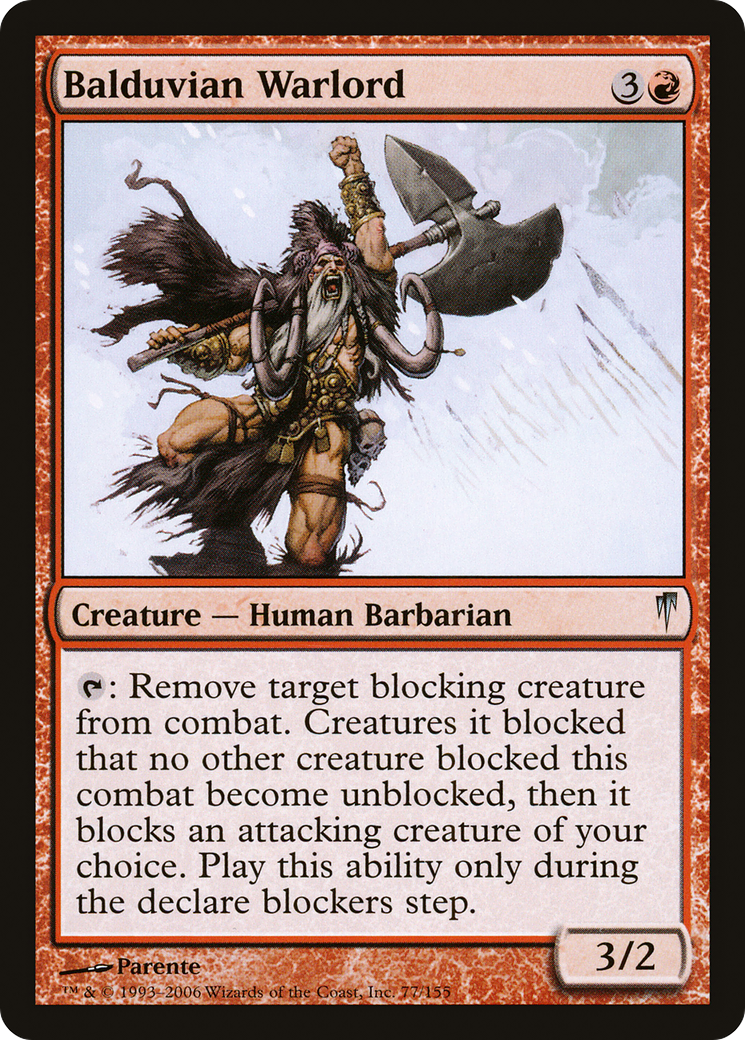 Balduvian Warlord 3
Creature — Human Barbarian
: Remove target blocking creature
from combat. Creatures it blocked
that no other creature blocked this
combat become unblocked, then it
blocks an attacking creature of your
choice. Play this ability only during
the declare blockers step.
3/2
Parente
™ & © 1993–2006 Wizards of the Coast, Inc. 77/155